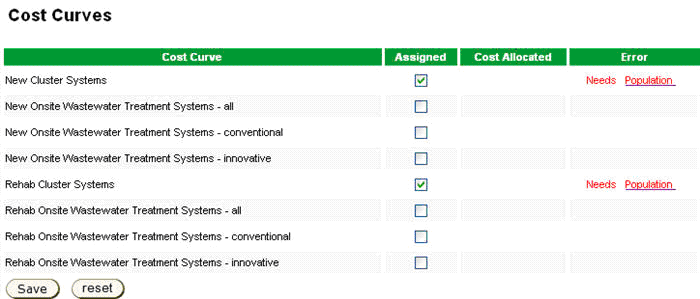 Cost Curves
Cost Curve Assigned Cost Allocated Error
New Cluster Systems Needs Population
New Onsite Wastewater Treatment Systems - all
New Onsite Wastewater Treatment Systems - conventional
New Onsite Wastewater Treatment Systems - innovative
Rehab Cluster Systems Needs Population
Rehab Onsite Wastewater Treatment Systems - all
Rehab Onsite Wastewater Treatment Systems - conventional
Rehab Onsite Wastewater Treatment Systems - innovative
Save reset